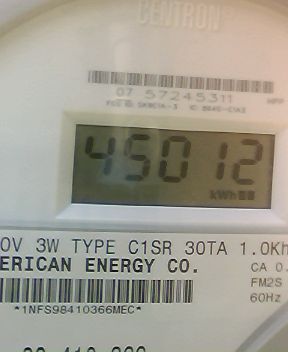 CENTRON
07 57245311
45012
kWh
0V 3W TYPE C1SR 30TA 1.0Kh
ERICAN ENERGY CO.
CA 0.
FM2S
60Hz
*1NFS98410366MEC*